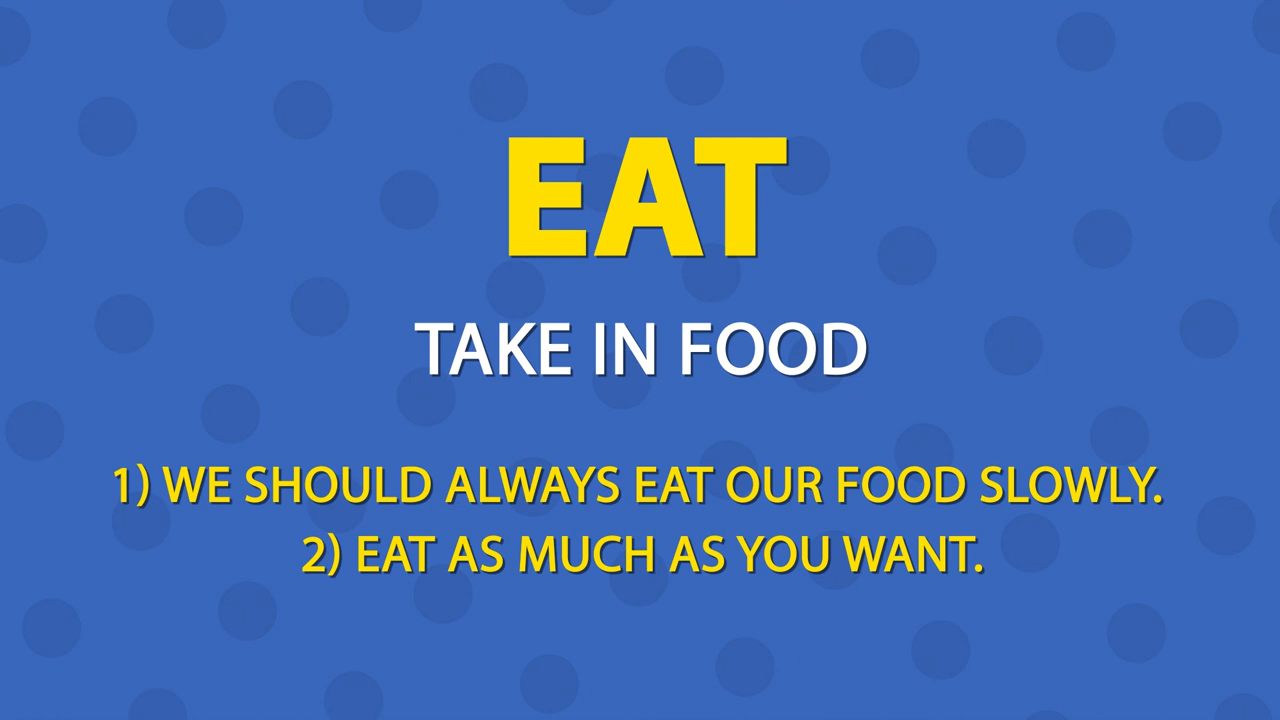 EAT
TAKE IN FOOD
1) WE SHOULD ALWAYS EAT OUR FOOD SLOWLY.
2) EAT AS MUCH AS YOU WANT.